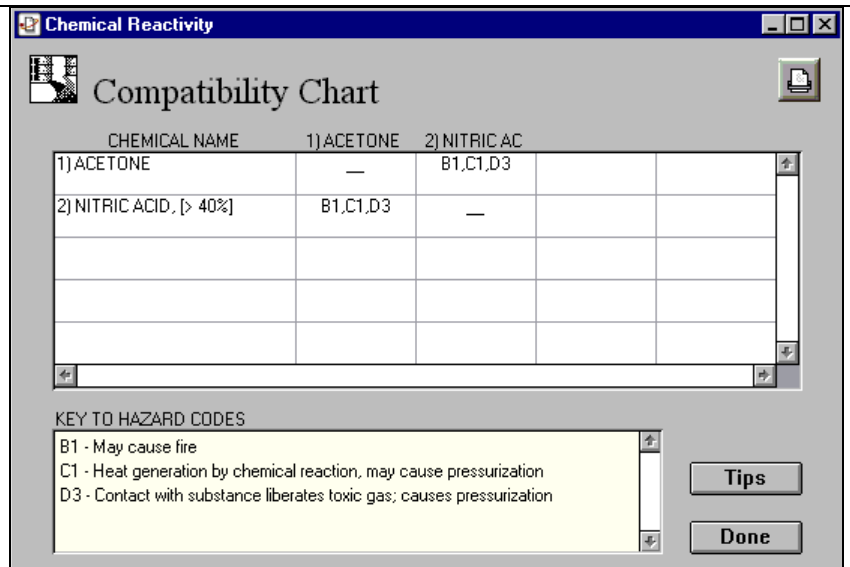 Chemical Reactivity
Compatibility Chart
CHEMICAL NAME 1) ACETONE 2) NITRIC AC
1) ACETONE — B1,C1,D3
2) NITRIC ACID, [> 40%] B1,C1,D3 —
KEY TO HAZARD CODES
B1 - May cause fire
C1 - Heat generation by chemical reaction, may cause pressurization
D3 - Contact with substance liberates toxic gas; causes pressurization
Tips
Done